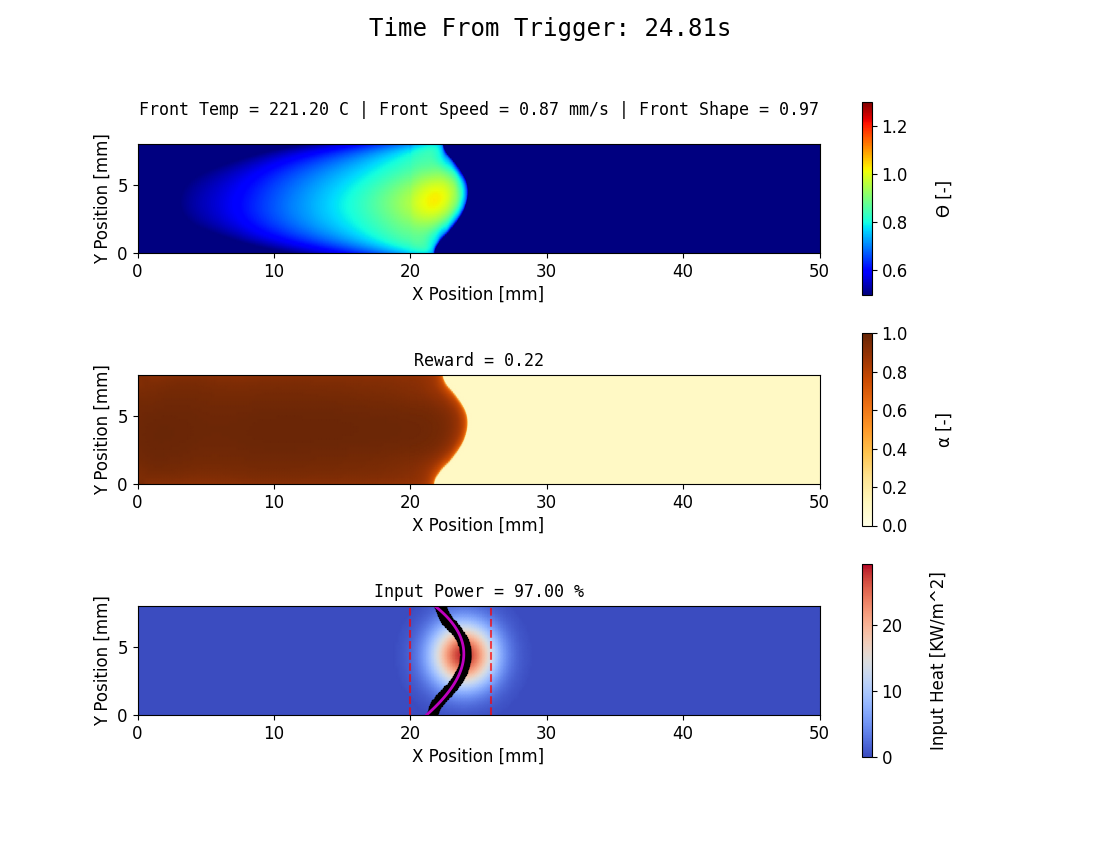 Time From Trigger: 24.81s
Front Temp = 221.20 C | Front Speed = 0.87 mm/s | Front Shape = 0.97
Y Position [mm]
5
0
0 10 20 30 40 50
X Position [mm]
1.2
1.0
0.8
0.6
Θ [-]
Reward = 0.22
Y Position [mm]
5
0
0 10 20 30 40 50
X Position [mm]
1.0
0.8
0.6
0.4
0.2
0.0
α [-]
Input Power = 97.00 %
Y Position [mm]
5
0
0 10 20 30 40 50
X Position [mm]
20
10
0
Input Heat [KW/m^2]